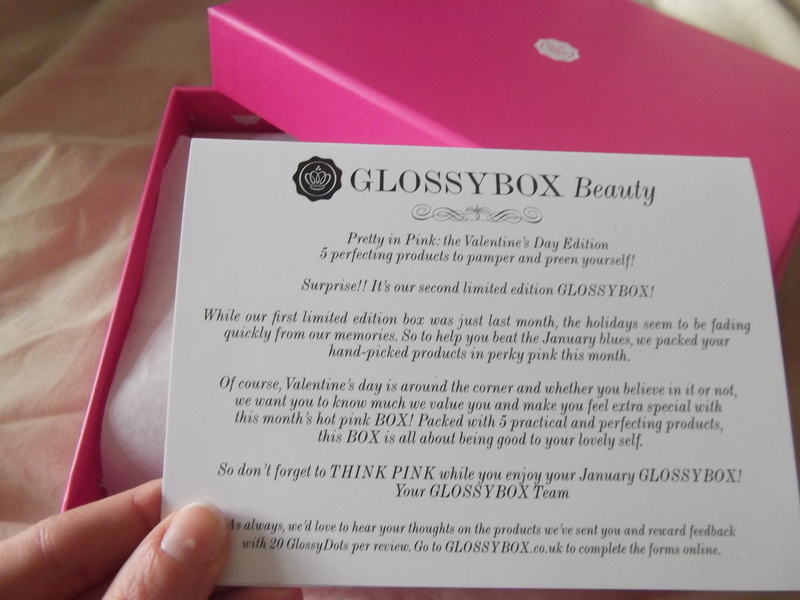 GLOSSYBOX Beauty
Pretty in Pink: the Valentine's Day Edition
5 perfecting products to pamper and preen yourself!
Surprise!! It's our second limited edition GLOSSYBOX!
While our first limited edition box was just last month, the holidays seem to be fading
quickly from our memories. So to help you beat the January blues, we packed your
hand-picked products in perky pink this month.
Of course, Valentine's day is around the corner and whether you believe in it or not,
we want you to know much we value you and make you feel extra special with
this month's hot pink BOX! Packed with 5 practical and perfecting products,
this BOX is all about being good to your lovely self.
So don't forget to THINK PINK while you enjoy your January GLOSSYBOX!
Your GLOSSYBOX Team
As always, we'd love to hear your thoughts on the products we've sent you and reward feedback
with 20 GlossyDots per review. Go to GLOSSYBOX.co.uk to complete the forms online.